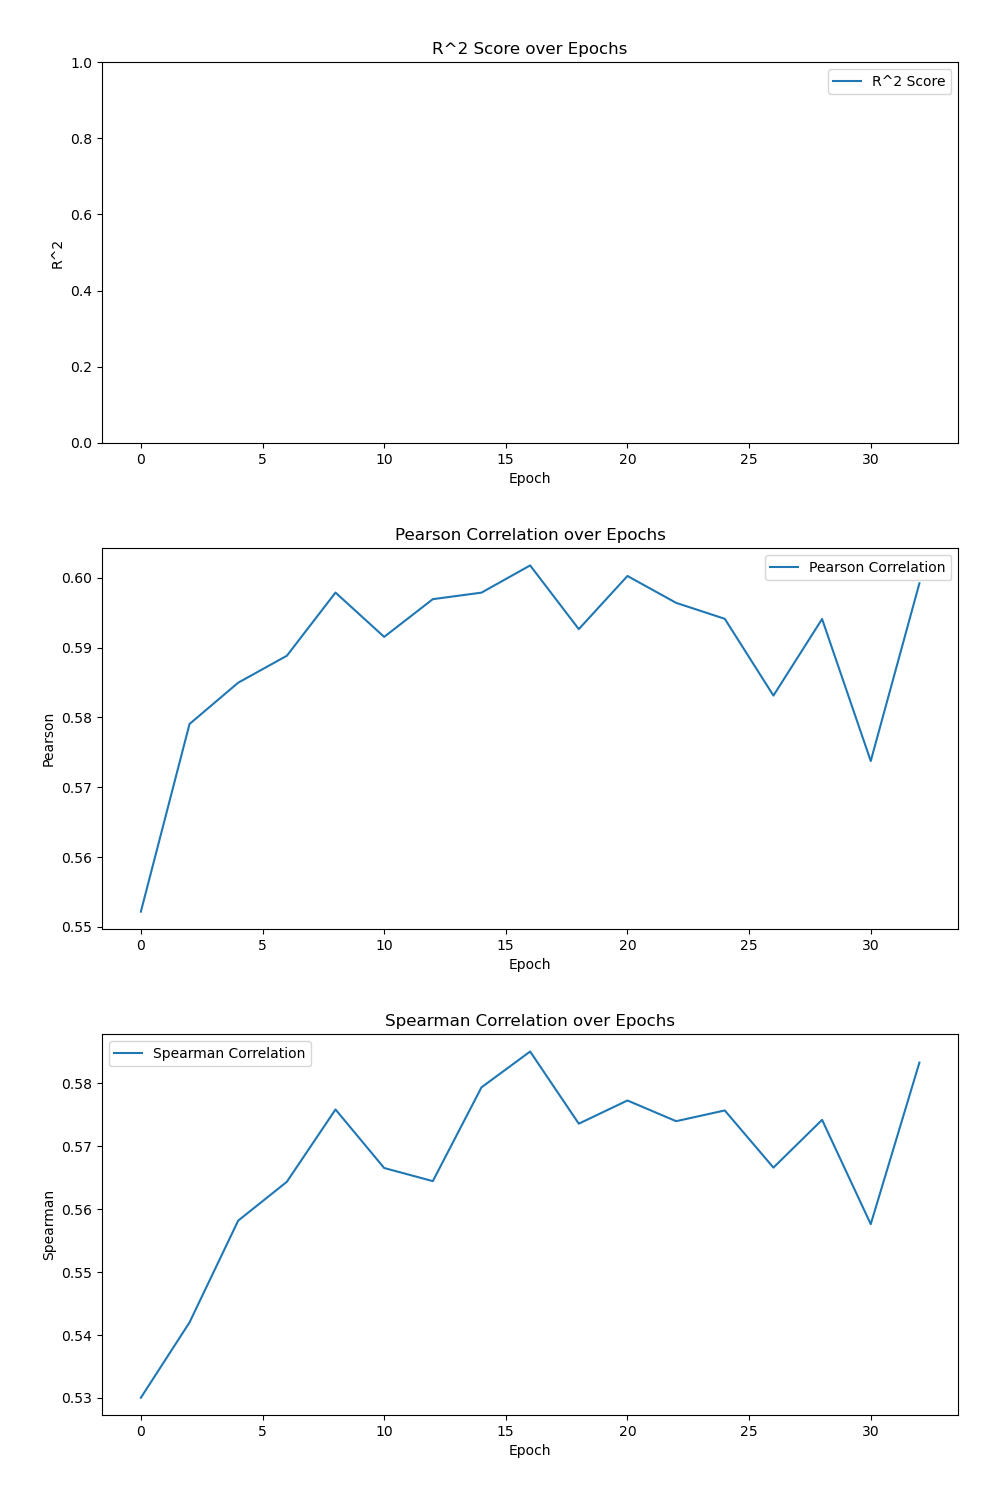 R^2 Score over Epochs
1.0
R^2 Score
0.8
0.6
R^2
0.4
0.2
0.0
0 5 10 15 20 25 30
Epoch
Pearson Correlation over Epochs
Pearson Correlation
0.60
0.59
0.58
Pearson
0.57
0.56
0.55
0 5 10 15 20 25 30
Epoch
Spearman Correlation over Epochs
Spearman Correlation
0.58
0.57
0.56
Spearman
0.55
0.54
0.53
0 5 10 15 20 25 30
Epoch